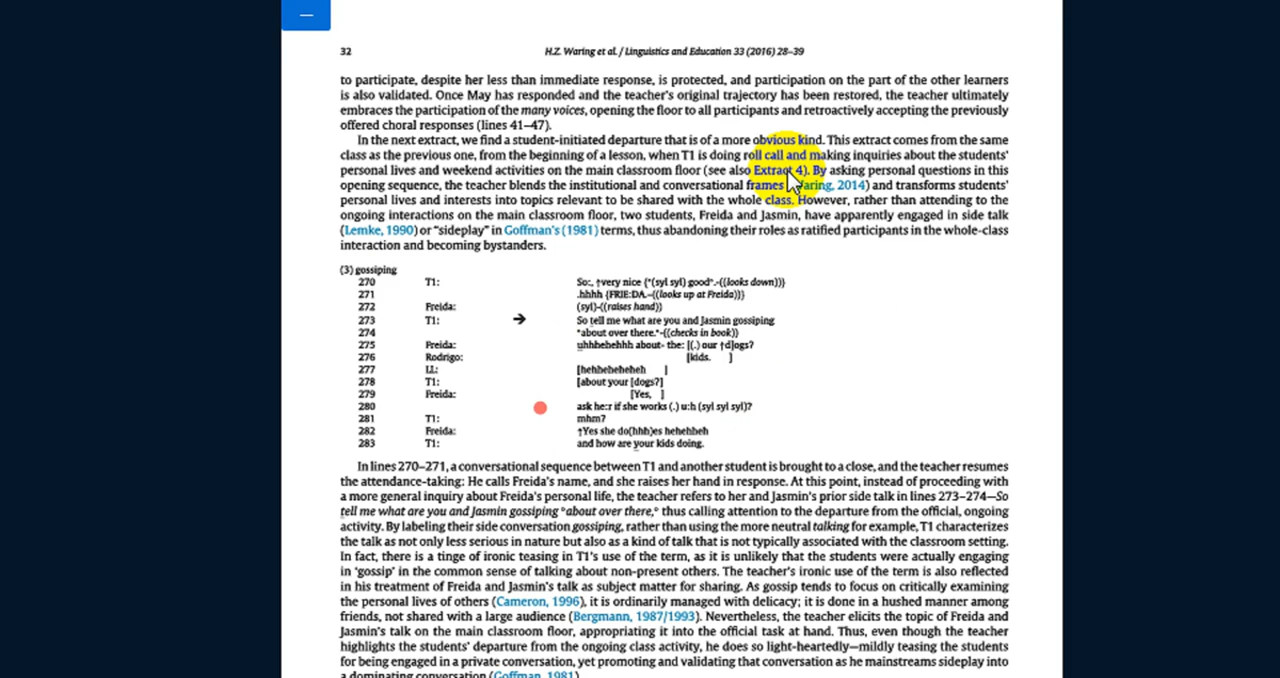 32 H.Z. Waring et al. / Linguistics and Education 33 (2016) 28–39
to participate, despite her less than immediate response, is protected, and participation on the part of the other learners
is also validated. Once May has responded and the teacher's original trajectory has been restored, the teacher ultimately
embraces the participation of the many voices, opening the floor to all participants and retroactively accepting the previously
offered choral responses (lines 41–47).
In the next extract, we find a student-initiated departure that is of a more obvious kind. This extract comes from the same
class as the previous one, from the beginning of a lesson, when T1 is doing roll call and making inquiries about the students'
personal lives and weekend activities on the main classroom floor (see also Extract 4). By asking personal questions in this
opening sequence, the teacher blends the institutional and conversational frames (Waring, 2014) and transforms students'
personal lives and interests into topics relevant to be shared with the whole class. However, rather than attending to the
ongoing interactions on the main classroom floor, two students, Freida and Jasmin, have apparently engaged in side talk
(Lemke, 1990) or "sideplay" in Goffman's (1981) terms, thus abandoning their roles as ratified participants in the whole-class
interaction and becoming bystanders.
(3) gossiping
270 T1: So:, ↑very nice {°(syl syl) good°.-((looks down))}
271 .hhhh {FRIE:DA.-((looks up at Freida))}
272 Freida: (syl)-((raises hand))
273 T1: → So tell me what are you and Jasmin gossiping
274 °about over there.°-((checks in book))
275 Freida: uhhhehehhh about- the: [(.) our ↑d]ogs?
276 Rodrigo: [kids. ]
277 LL: [hehheheheheh ]
278 T1: [about your [dogs?]
279 Freida: [Yes, ]
280 ask he:r if she works (.) u:h (syl syl syl)?
281 T1: mhm?
282 Freida: ↑Yes she do(hhh)es hehehheh
283 T1: and how are your kids doing.
In lines 270–271, a conversational sequence between T1 and another student is brought to a close, and the teacher resumes
the attendance-taking: He calls Freida's name, and she raises her hand in response. At this point, instead of proceeding with
a more general inquiry about Freida's personal life, the teacher refers to her and Jasmin's prior side talk in lines 273–274—So
tell me what are you and Jasmin gossiping °about over there,° thus calling attention to the departure from the official, ongoing
activity. By labeling their side conversation gossiping, rather than using the more neutral talking for example, T1 characterizes
the talk as not only less serious in nature but also as a kind of talk that is not typically associated with the classroom setting.
In fact, there is a tinge of ironic teasing in T1's use of the term, as it is unlikely that the students were actually engaging
in 'gossip' in the common sense of talking about non-present others. The teacher's ironic use of the term is also reflected
in his treatment of Freida and Jasmin's talk as subject matter for sharing. As gossip tends to focus on critically examining
the personal lives of others (Cameron, 1996), it is ordinarily managed with delicacy; it is done in a hushed manner among
friends, not shared with a large audience (Bergmann, 1987/1993). Nevertheless, the teacher elicits the topic of Freida and
Jasmin's talk on the main classroom floor, appropriating it into the official task at hand. Thus, even though the teacher
highlights the students' departure from the ongoing class activity, he does so light-heartedly—mildly teasing the students
for being engaged in a private conversation, yet promoting and validating that conversation as he mainstreams sideplay into
a dominating conversation (Goffman, 1981).